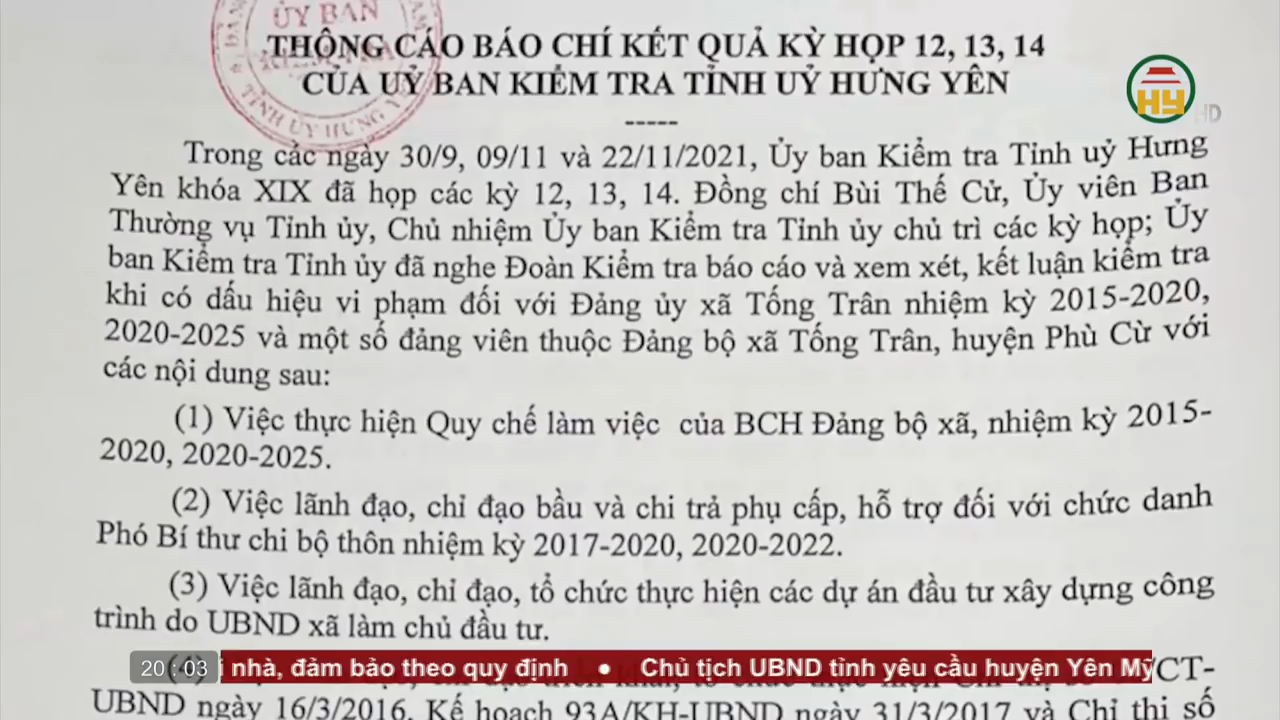 ỦY BAN
TỈNH ỦY HƯNG YÊN
THÔNG CÁO BÁO CHÍ KẾT QUẢ KỲ HỌP 12, 13, 14
CỦA UỶ BAN KIỂM TRA TỈNH UỶ HƯNG YÊN
-----
HY HD
Trong các ngày 30/9, 09/11 và 22/11/2021, Ủy ban Kiểm tra Tỉnh uỷ Hưng
Yên khóa XIX đã họp các kỳ 12, 13, 14. Đồng chí Bùi Thế Cử, Ủy viên Ban
Thường vụ Tỉnh ủy, Chủ nhiệm Ủy ban Kiểm tra Tỉnh ủy chủ trì các kỳ họp; Ủy
ban Kiểm tra Tỉnh ủy đã nghe Đoàn Kiểm tra báo cáo và xem xét, kết luận kiểm tra
khi có dấu hiệu vi phạm đối với Đảng ủy xã Tống Trân nhiệm kỳ 2015-2020,
2020-2025 và một số đảng viên thuộc Đảng bộ xã Tống Trân, huyện Phù Cừ với
các nội dung sau:
(1) Việc thực hiện Quy chế làm việc của BCH Đảng bộ xã, nhiệm kỳ 2015-
2020, 2020-2025.
(2) Việc lãnh đạo, chỉ đạo bầu và chi trả phụ cấp, hỗ trợ đối với chức danh
Phó Bí thư chi bộ thôn nhiệm kỳ 2017-2020, 2020-2022.
(3) Việc lãnh đạo, chỉ đạo, tổ chức thực hiện các dự án đầu tư xây dựng công
trình do UBND xã làm chủ đầu tư.
20:03 nhà, đảm bảo theo quy định • Chủ tịch UBND tỉnh yêu cầu huyện Yên Mỹ
(4) /CT-
UBND ngày 16/3/2016, Kế hoạch 93A/KH-UBND ngày 31/3/2017 và Chỉ thị số